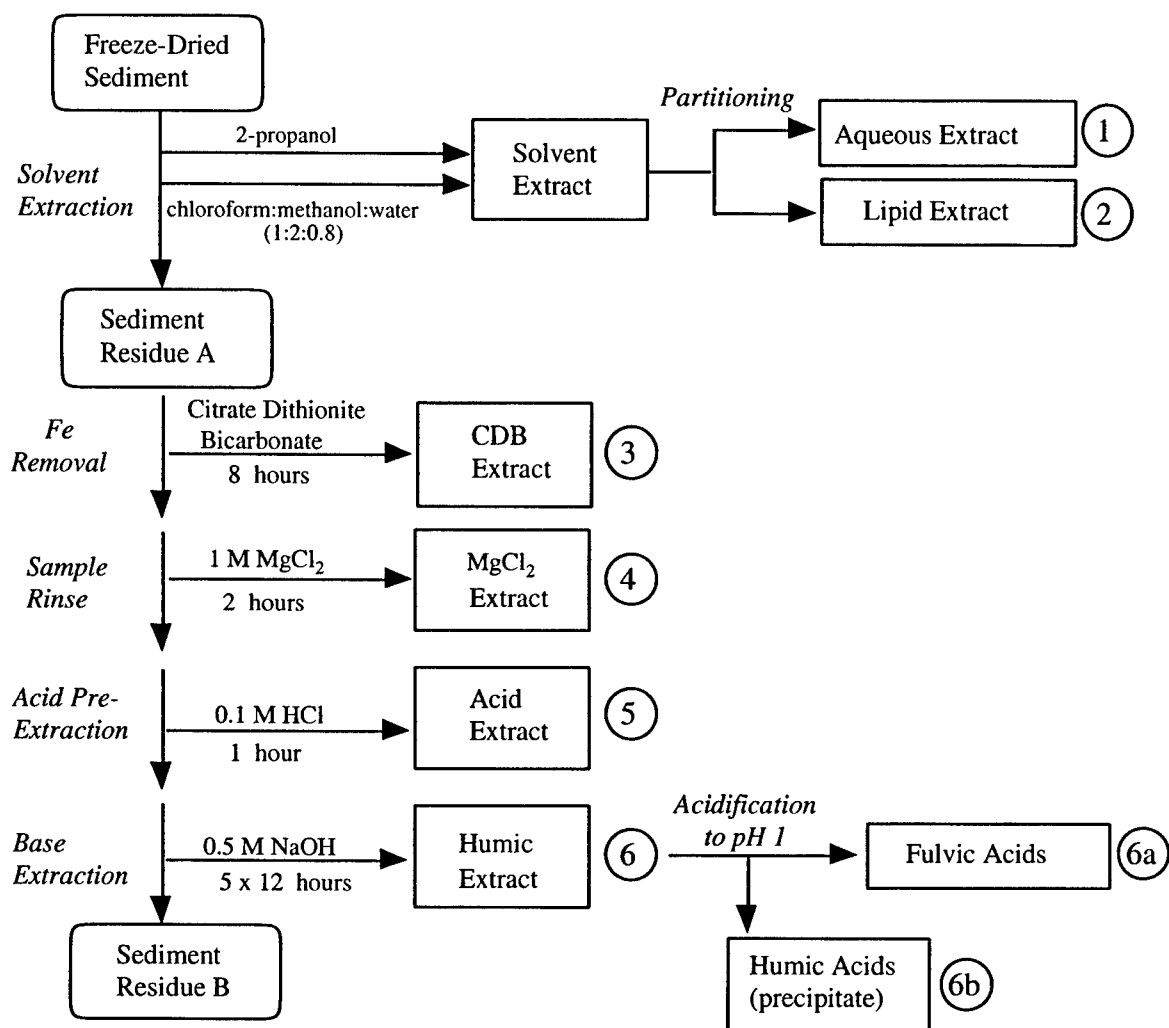 Freeze-Dried
Sediment
Solvent
Extraction
2-propanol
chloroform:methanol:water
(1:2:0.8)
Solvent
Extract
Partitioning
Aqueous Extract
1
Lipid Extract
2
Sediment
Residue A
Fe
Removal
Citrate Dithionite
Bicarbonate
8 hours
CDB
Extract
3
Sample
Rinse
1 M MgCl₂
2 hours
MgCl₂
Extract
4
Acid Pre-
Extraction
0.1 M HCl
1 hour
Acid
Extract
5
Base
Extraction
0.5 M NaOH
5 x 12 hours
Humic
Extract
6
Acidification
to pH 1
Fulvic Acids
6a
Humic Acids
(precipitate)
6b
Sediment
Residue B